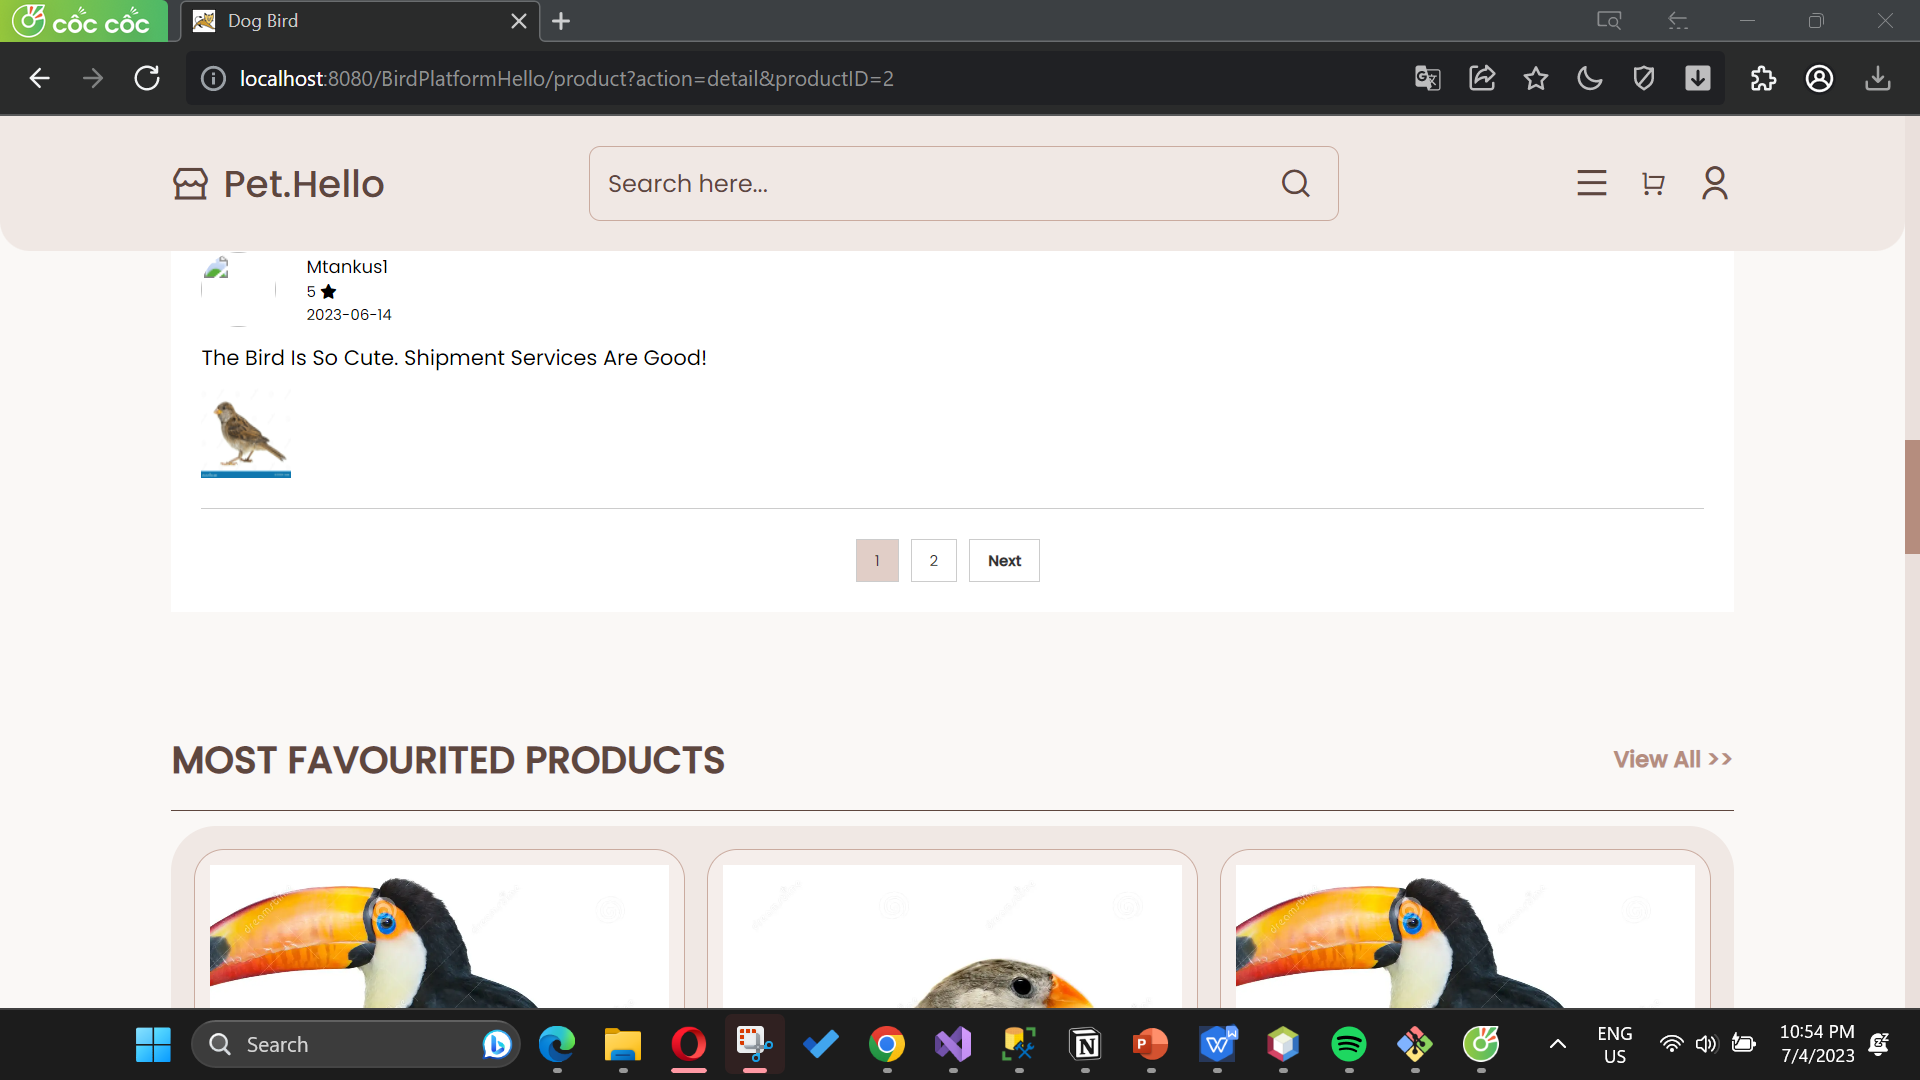 cốc cốc
Dog Bird
localhost:8080/BirdPlatformHello/product?action=detail&productID=2
Pet.Hello
Search here...
Mtankus1
5
2023-06-14
The Bird Is So Cute. Shipment Services Are Good!
1 2 Next
MOST FAVOURITED PRODUCTS
View All >>
Search
ENG
US
10:54 PM
7/4/2023